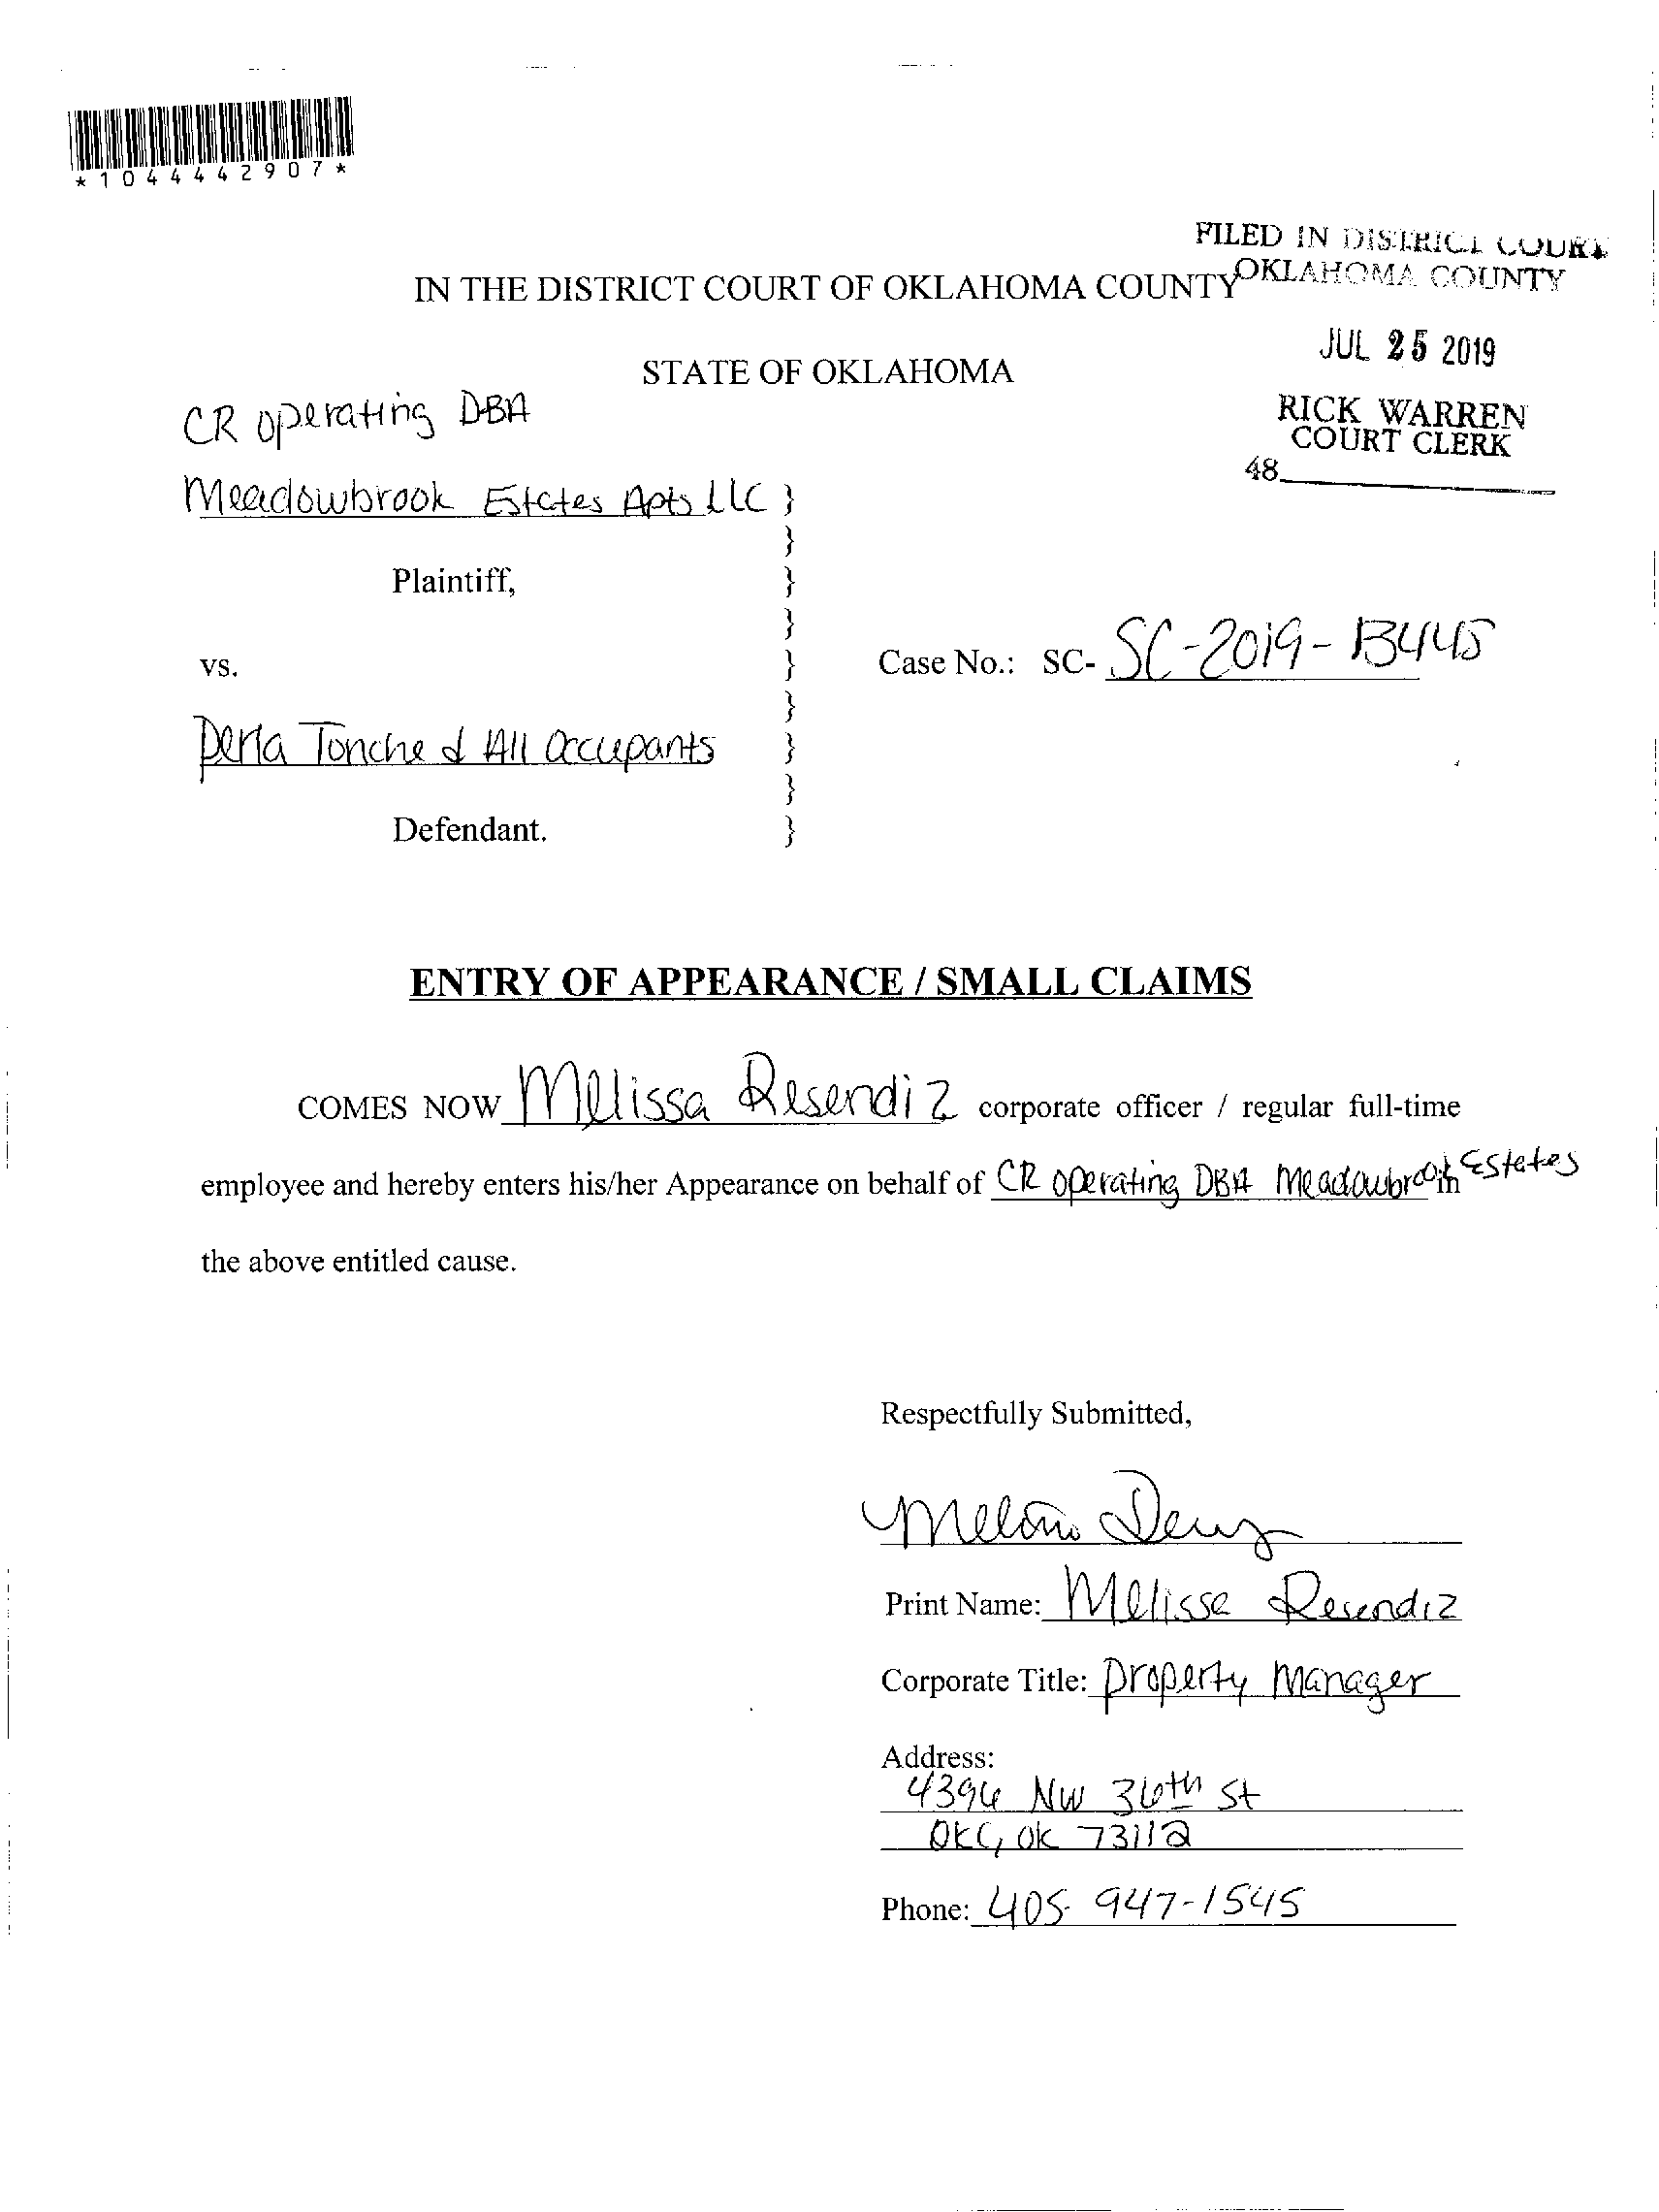 *1044442907*
FILED IN DISTRICT COURT
OKLAHOMA COUNTY
IN THE DISTRICT COURT OF OKLAHOMA COUNTY
JUL 25 2019
STATE OF OKLAHOMA
RICK WARREN
COURT CLERK
48
CR operating DBA
Meadowbrook Estates Apts LLC }
}
Plaintiff, }
}
vs. } Case No.: SC- SC-2019-13445
}
Perla Tonche & All occupants }
}
Defendant. }
ENTRY OF APPEARANCE / SMALL CLAIMS
COMES NOW Melissa Resendiz corporate officer / regular full-time
employee and hereby enters his/her Appearance on behalf of CR operating DBA Meadowbrook Estates in
the above entitled cause.
Respectfully Submitted,
Print Name: Melissa Resendiz
Corporate Title: Property Manager
Address:
4396 NW 36th St
OKC, OK 73112
Phone: 405-947-1545